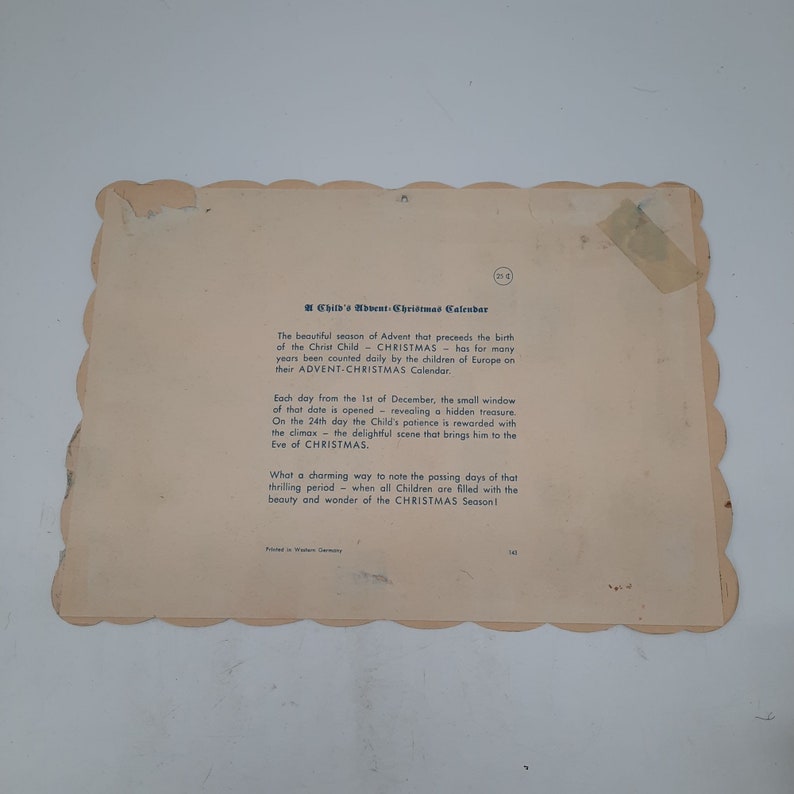 25 ¢
A Child's Advent-Christmas Calendar
The beautiful season of Advent that preceeds the birth
of the Christ Child – CHRISTMAS – has for many
years been counted daily by the children of Europe on
their ADVENT-CHRISTMAS Calendar.
Each day from the 1st of December, the small window
of that date is opened – revealing a hidden treasure.
On the 24th day the Child's patience is rewarded with
the climax – the delightful scene that brings him to the
Eve of CHRISTMAS.
What a charming way to note the passing days of that
thrilling period – when all Children are filled with the
beauty and wonder of the CHRISTMAS Season!
Printed in Western Germany 145